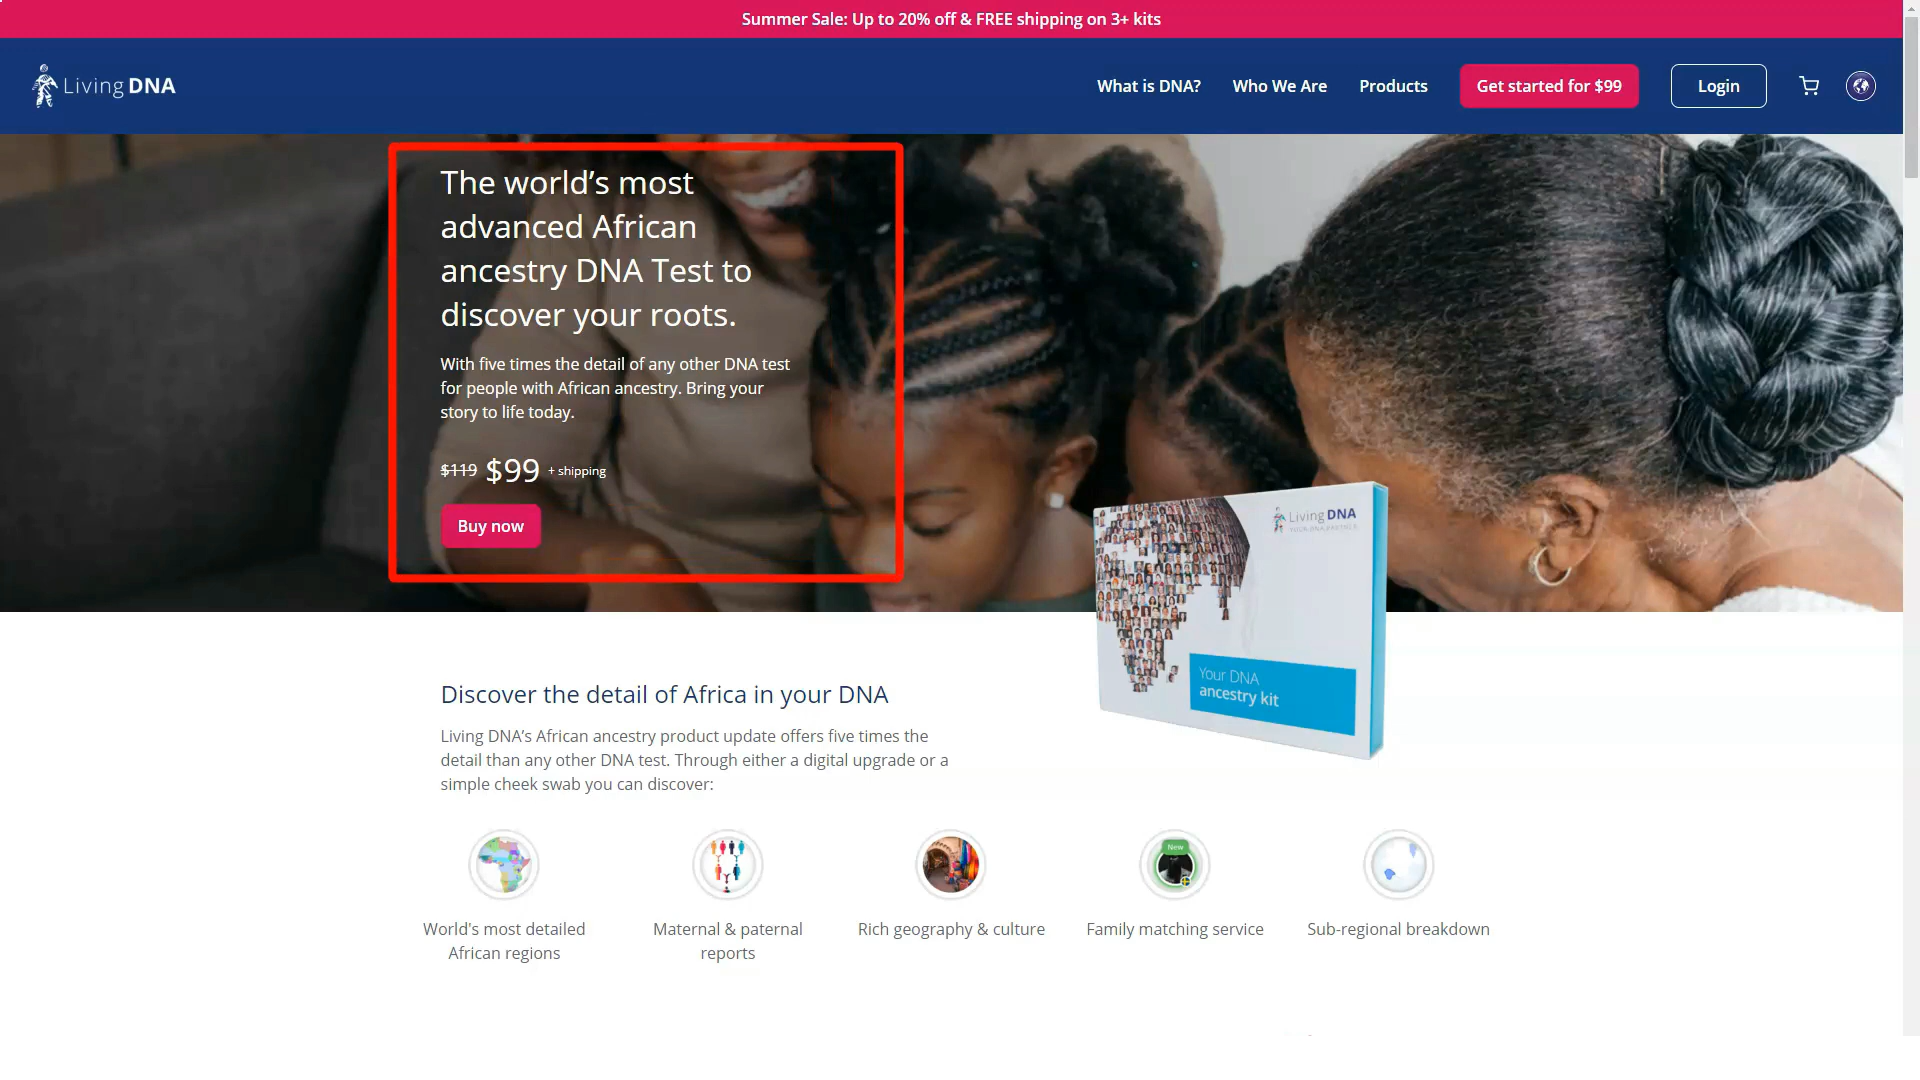 Summer Sale: Up to 20% off & FREE shipping on 3+ kits
Living DNA
What is DNA?
Who We Are
Products
Get started for $99
Login
The world’s most
advanced African
ancestry DNA Test to
discover your roots.
With five times the detail of any other DNA test
for people with African ancestry. Bring your
story to life today.
$119 $99 + shipping
Buy now
Living DNA
YOUR DNA PARTNER
Your DNA
ancestry kit
Discover the detail of Africa in your DNA
Living DNA’s African ancestry product update offers five times the
detail than any other DNA test. Through either a digital upgrade or a
simple cheek swab you can discover:
New
World's most detailed
African regions
Maternal & paternal
reports
Rich geography & culture
Family matching service
Sub-regional breakdown